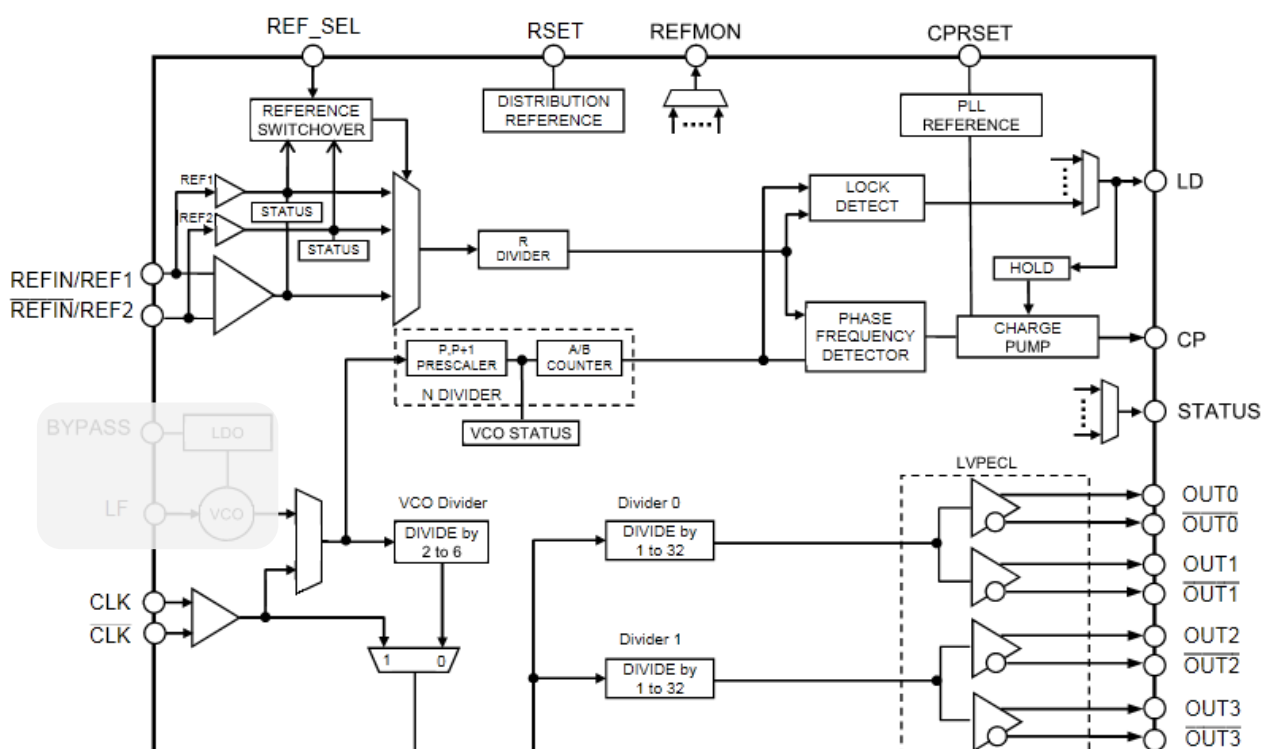 REF_SEL
RSET
REFMON
CPRSET
REFERENCE
SWITCHOVER
DISTRIBUTION
REFERENCE
PLL
REFERENCE
REF1
STATUS
REF2
STATUS
LOCK
DETECT
LD
R
DIVIDER
HOLD
REFIN/REF1
REFIN/REF2
PHASE
FREQUENCY
DETECTOR
CHARGE
PUMP
CP
P,P+1
PRESCALER
A/B
COUNTER
N DIVIDER
VCO STATUS
STATUS
BYPASS
LDO
LF
VCO
LVPECL
VCO Divider
DIVIDE by
2 to 6
Divider 0
DIVIDE by
1 to 32
OUT0
OUT0
OUT1
OUT1
CLK
CLK
1 0
Divider 1
DIVIDE by
1 to 32
OUT2
OUT2
OUT3
OUT3